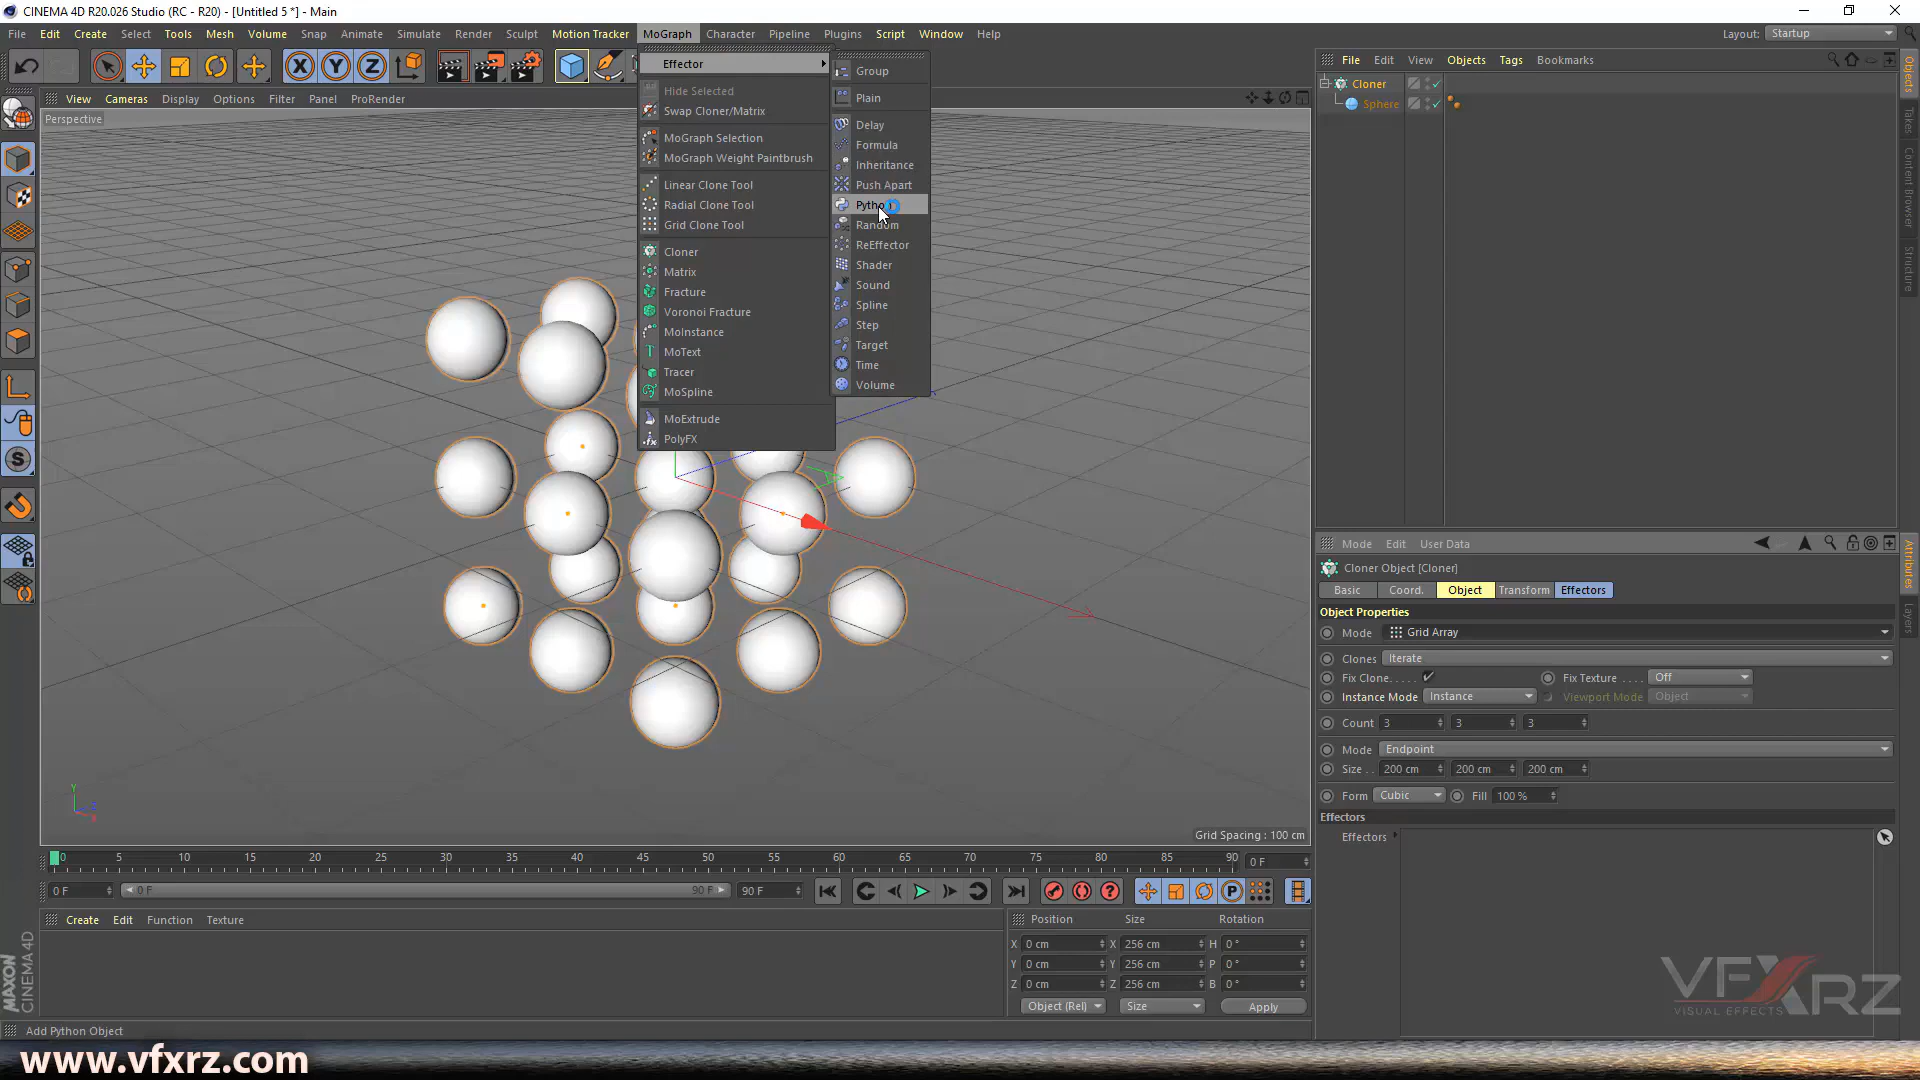 CINEMA 4D R20.026 Studio (RC - R20) - [Untitled 5 *] - Main
File Edit Create Select Tools Mesh Volume Snap Animate Simulate Render Sculpt Motion Tracker MoGraph Character Pipeline Plugins Script Window Help Layout: Startup
View Cameras Display Options Filter Panel ProRender
Perspective
Effector
Hide Selected
Swap Cloner/Matrix
MoGraph Selection
MoGraph Weight Paintbrush
Linear Clone Tool
Radial Clone Tool
Grid Clone Tool
Cloner
Matrix
Fracture
Voronoi Fracture
MoInstance
MoText
Tracer
MoSpline
MoExtrude
PolyFX
Group
Plain
Delay
Formula
Inheritance
Push Apart
Random
ReEffector
Shader
Sound
Spline
Step
Target
Time
Volume
File Edit View Objects Tags Bookmarks
Cloner
Sphere
Objects
Takes
Content Browser
Structure
Mode Edit User Data
Cloner Object [Cloner]
Basic Coord. Object Transform Effectors
Object Properties
Mode Grid Array
Clones Iterate
Fix Clone..... Fix Texture .... Off
Instance Mode Instance Viewport Mode Object
Count 3 3 3
Mode Endpoint
Size .. 200 cm 200 cm 200 cm
Form Cubic Fill 100 %
Effectors
Effectors
Attributes
Layers
Y
Z
X
Grid Spacing : 100 cm
0 5 10 15 20 25 30 35 40 45 50 55 60 65 70 75 80 85 90 0 F
0 F 0 F 90 F 90 F
Create Edit Function Texture
Position Size Rotation
X 0 cm X 256 cm H 0 °
Y 0 cm Y 256 cm P 0 °
Z 0 cm Z 256 cm B 0 °
Object (Rel) Size Apply
MAXON
CINEMA 4D
Add Python Object
VFXRZ
VISUAL EFFECTS
www.vfxrz.com